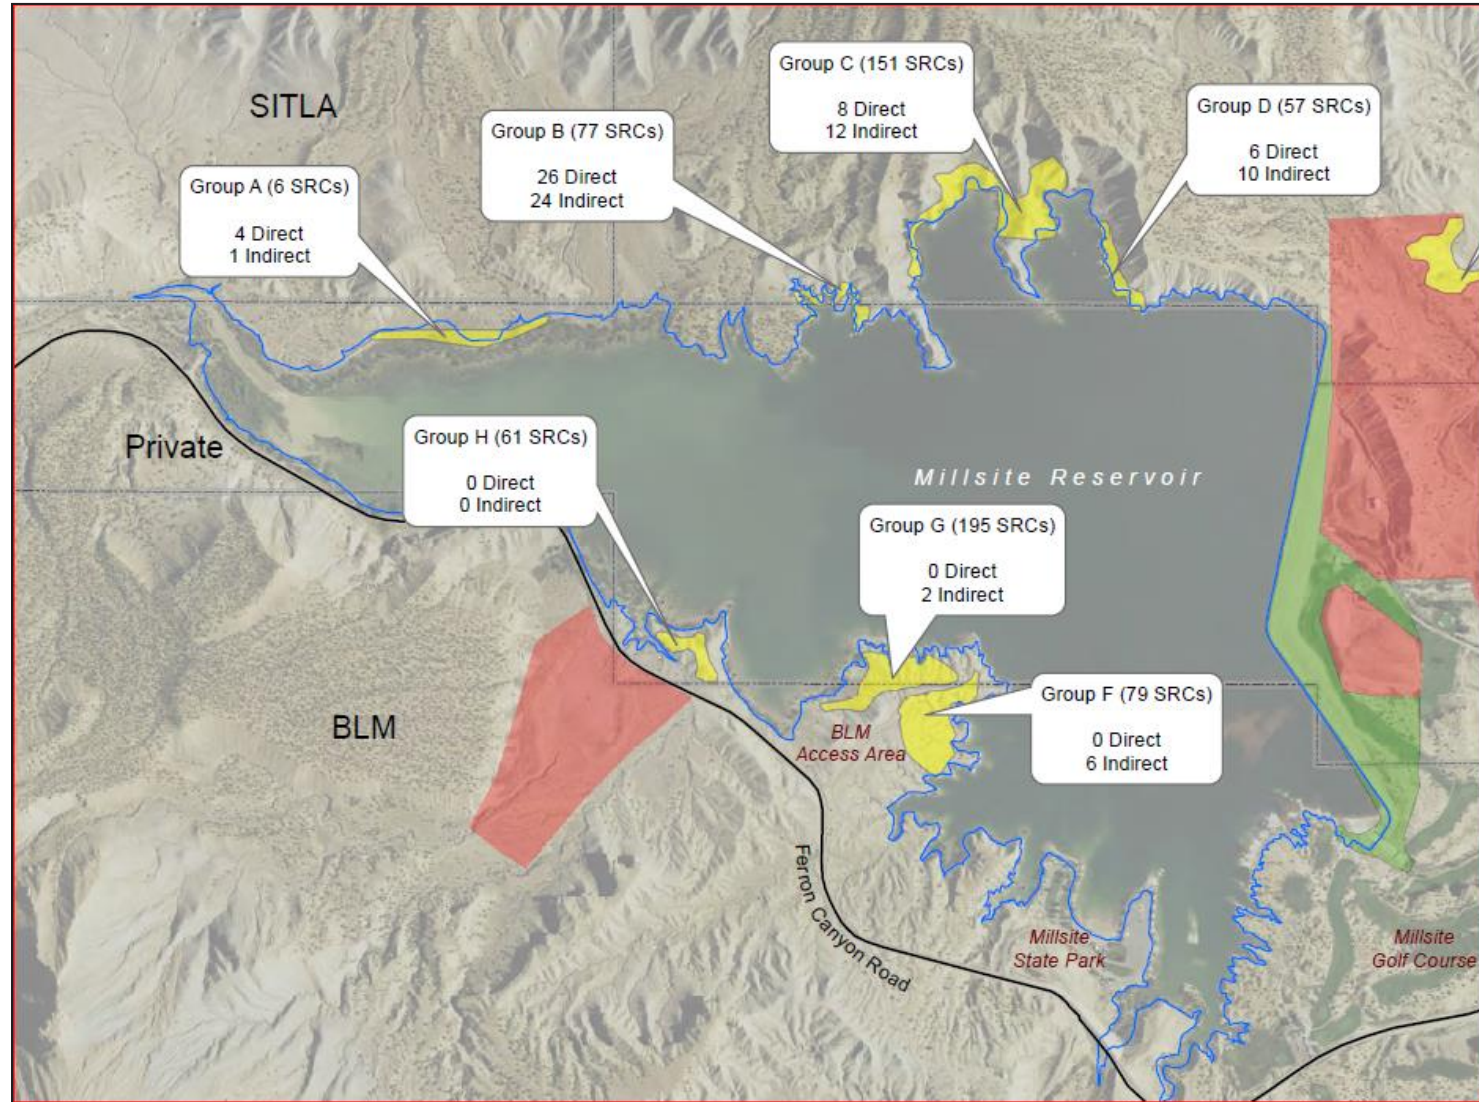 SITLA
Group C (151 SRCs)
8 Direct
12 Indirect
Group D (57 SRCs)
6 Direct
10 Indirect
Group B (77 SRCs)
26 Direct
24 Indirect
Group A (6 SRCs)
4 Direct
1 Indirect
Private
Group H (61 SRCs)
0 Direct
0 Indirect
Millsite Reservoir
Group G (195 SRCs)
0 Direct
2 Indirect
Group F (79 SRCs)
0 Direct
6 Indirect
BLM
BLM
Access Area
Ferron Canyon Road
Millsite
State Park
Millsite
Golf Course